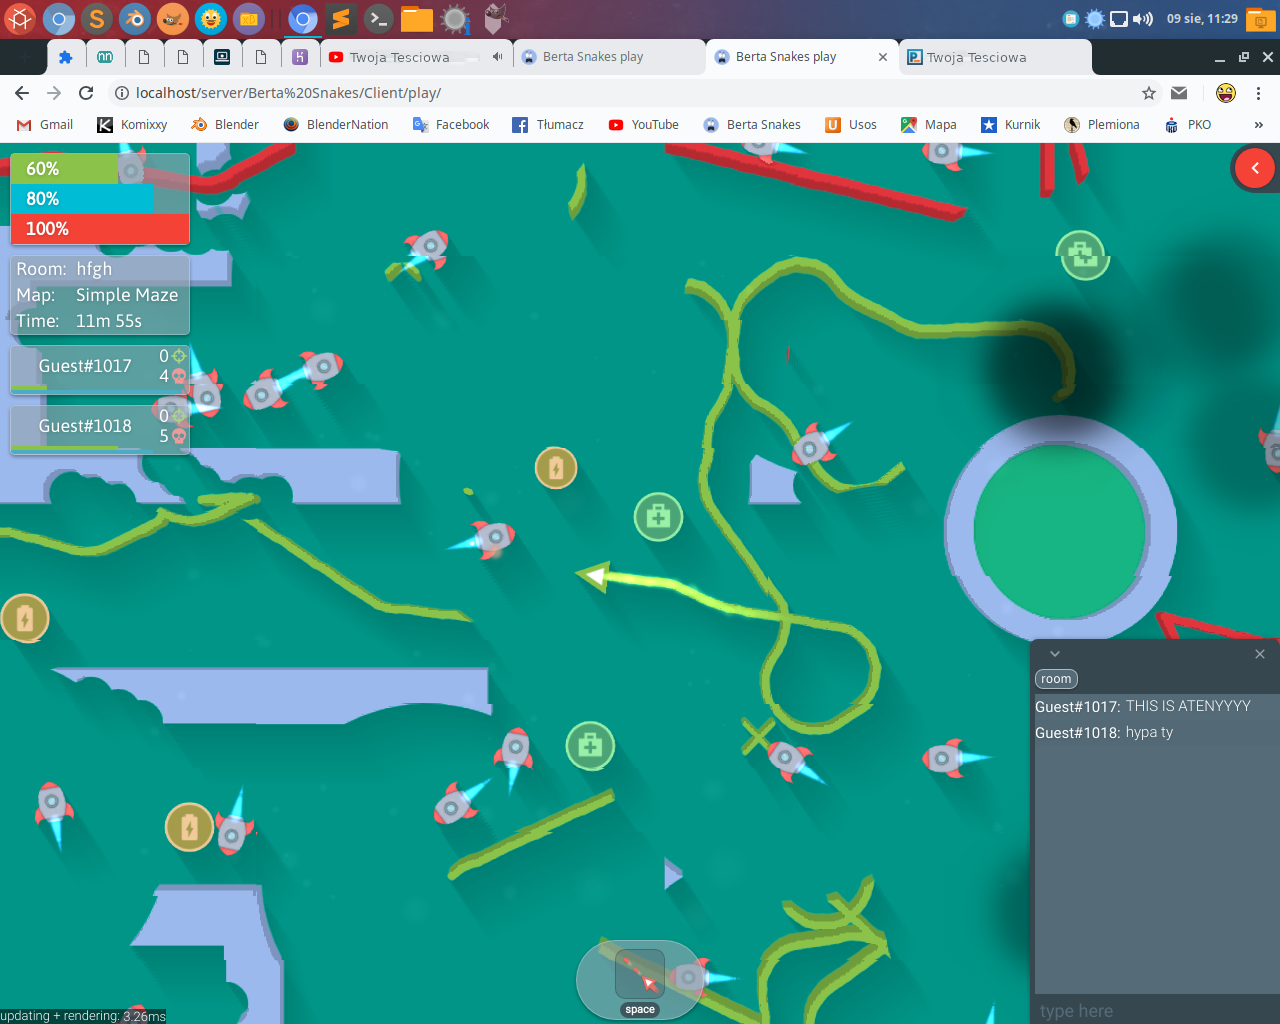 09 sie, 11:29
Twoja Tesciowa
Berta Snakes play
Berta Snakes play
Twoja Tesciowa
localhost/server/Berta%20Snakes/Client/play/
Gmail
Komixxy
Blender
BlenderNation
Facebook
Tłumacz
YouTube
Berta Snakes
Usos
Mapa
Kurnik
Plemiona
PKO
»
60%
80%
100%
Room: hfgh
Map: Simple Maze
Time: 11m 55s
Guest#1017
0
4
Guest#1018
0
5
room
Guest#1017: THIS IS ATENYYYY
Guest#1018: hypa ty
type here
space
updating + rendering: 3.26ms